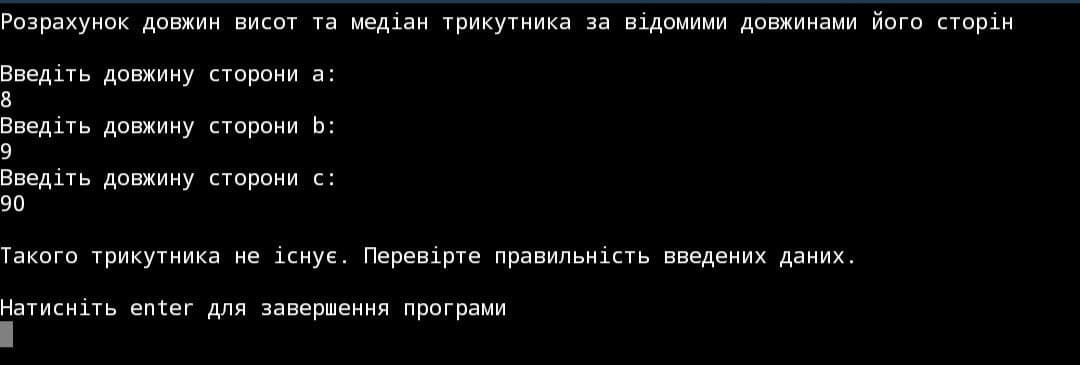 Розрахунок довжин висот та медіан трикутника за відомими довжинами його сторін
Введіть довжину сторони a:
8
Введіть довжину сторони b:
9
Введіть довжину сторони c:
90
Такого трикутника не існує. Перевірте правильність введених даних.
Натисніть enter для завершення програми